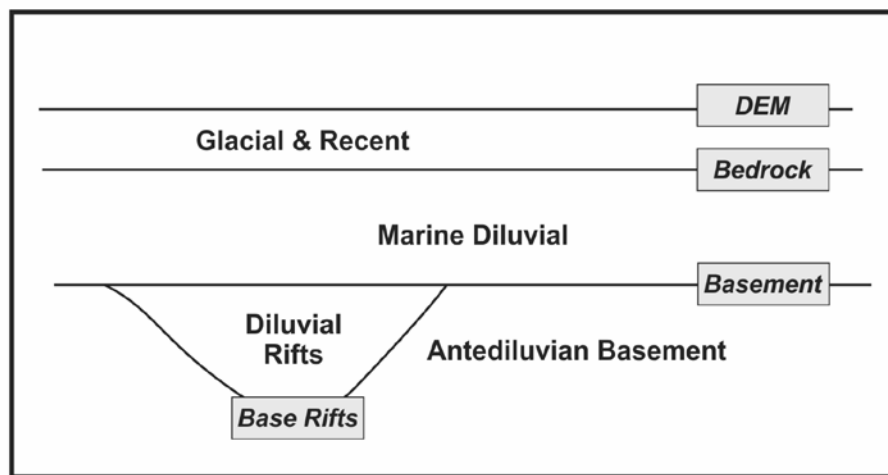 DEM
Glacial & Recent
Bedrock
Marine Diluvial
Basement
Diluvial
Rifts
Antediluvian Basement
Base Rifts